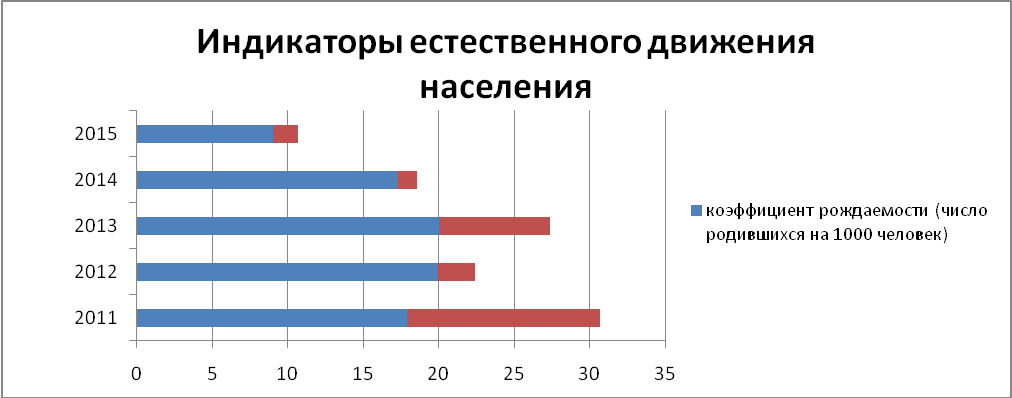 Индикаторы естественного движения
населения
2015
2014
2013
2012
2011
0 5 10 15 20 25 30 35
коэффициент рождаемости (число
родившихся на 1000 человек)